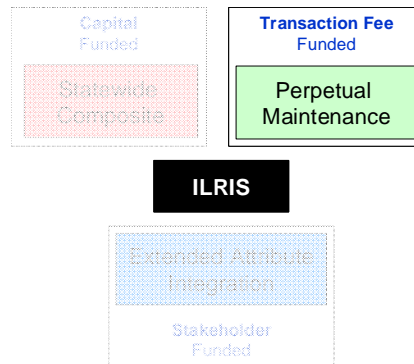 Capital
Funded
Statewide
Composite
Transaction Fee
Funded
Perpetual
Maintenance
ILRIS
Extended Attribute
Integration
Stakeholder
Funded